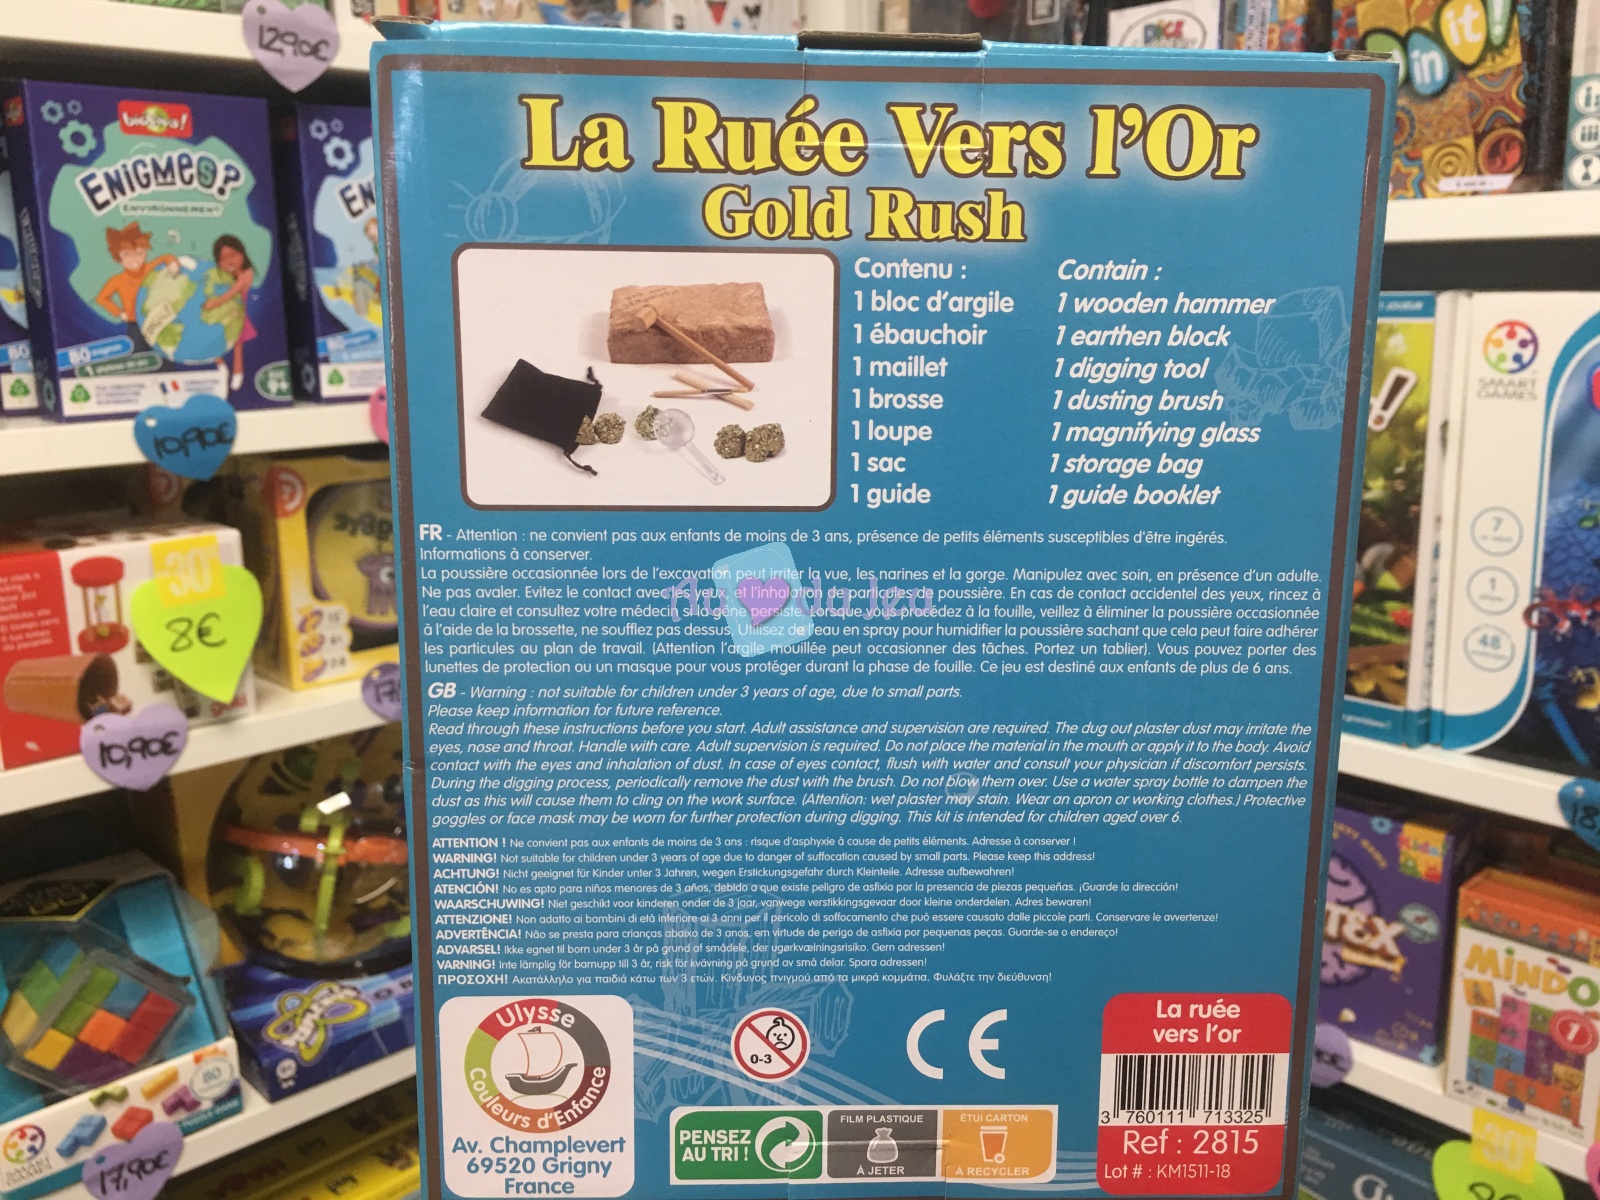 12,90€
bioviva!
ENIGMES?
ENVIRONNEMENT
EN
10,90€
30'
8€
10,90€
17,90€
in it!
SMART
GAMES
7
1
48
MINDO
La Ruée Vers l'Or
Gold Rush
Contenu :
1 bloc d'argile
1 ébauchoir
1 maillet
1 brosse
1 loupe
1 sac
1 guide
Contain :
1 wooden hammer
1 earthen block
1 digging tool
1 dusting brush
1 magnifying glass
1 storage bag
1 guide booklet
FR - Attention : ne convient pas aux enfants de moins de 3 ans, présence de petits éléments susceptibles d'être ingérés.
Informations à conserver.
La poussière occasionnée lors de l'excavation peut irriter la vue, les narines et la gorge. Manipulez avec soin, en présence d'un adulte.
Ne pas avaler. Evitez le contact avec les yeux, et l'inhalation de particules de poussière. En cas de contact accidentel des yeux, rincez à
l'eau claire et consultez votre médecin si la gêne persiste. Lorsque vous procédez à la fouille, veillez à éliminer la poussière occasionnée
à l'aide de la brossette, ne soufflez pas dessus. Utilisez de l'eau en spray pour humidifier la poussière sachant que cela peut faire adhérer
les particules au plan de travail. (Attention l'argile mouillée peut occasionner des tâches. Portez un tablier). Vous pouvez porter des
lunettes de protection ou un masque pour vous protéger durant la phase de fouille. Ce jeu est destiné aux enfants de plus de 6 ans.
GB - Warning : not suitable for children under 3 years of age, due to small parts.
Please keep information for future reference.
Read through these instructions before you start. Adult assistance and supervision are required. The dug out plaster dust may irritate the
eyes, nose and throat. Handle with care. Adult supervision is required. Do not place the material in the mouth or apply it to the body. Avoid
contact with the eyes and inhalation of dust. In case of eyes contact, flush with water and consult your physician if discomfort persists.
During the digging process, periodically remove the dust with the brush. Do not blow them over. Use a water spray bottle to dampen the
dust as this will cause them to cling on the work surface. (Attention: wet plaster may stain. Wear an apron or working clothes.) Protective
goggles or face mask may be worn for further protection during digging. This kit is intended for children aged over 6.
ATTENTION ! Ne convient pas aux enfants de moins de 3 ans : risque d'asphyxie à cause de petits éléments. Adresse à conserver !
WARNING! Not suitable for children under 3 years of age due to danger of suffocation caused by small parts. Please keep this address!
ACHTUNG! Nicht geeignet für Kinder unter 3 Jahren, wegen Erstickungsgefahr durch Kleinteile. Adresse aufbewahren!
ATENCIÓN! No es apto para niños menores de 3 años, debido a que existe peligro de asfixia por la presencia de piezas pequeñas. ¡Guarde la dirección!
WAARSCHUWING! Niet geschikt voor kinderen onder de 3 jaar, vanwege verstikkingsgevaar door kleine onderdelen. Adres bewaren!
ATTENZIONE! Non adatto ai bambini di età inferiore ai 3 anni per il pericolo di soffocamento che può essere causato dalle piccole parti. Conservare le avvertenze!
ADVERTÊNCIA! Não se presta para crianças abaixo de 3 anos, em virtude de perigo de asfixia por pequenas peças. Guarde-se o endereço!
ADVARSEL! Ikke egnet til born under 3 år på grund af smådele, der ugørkvælningsrisiko. Gem adressen!
VARNING! Inte lämplig för barnupp till 3 år, risk för kvävning på grund av små delar. Spara adressen!
ΠΡΟΣΟΧΗ! Ακατάλληλο για παιδιά κάτω των 3 ετών. Κίνδυνος πνιγμού από τα μικρά κομμάτια. Φυλάξτε την διεύθυνση!
Ulysse
Couleurs d'Enfance
Av. Champlevert
69520 Grigny
France
0-3
CE
PENSEZ
AU TRI !
FILM PLASTIQUE
À JETER
ÉTUI CARTON
À RECYCLER
La ruée
vers l'or
3 760111 713325
Ref : 2815
Lot # : KM1511-18